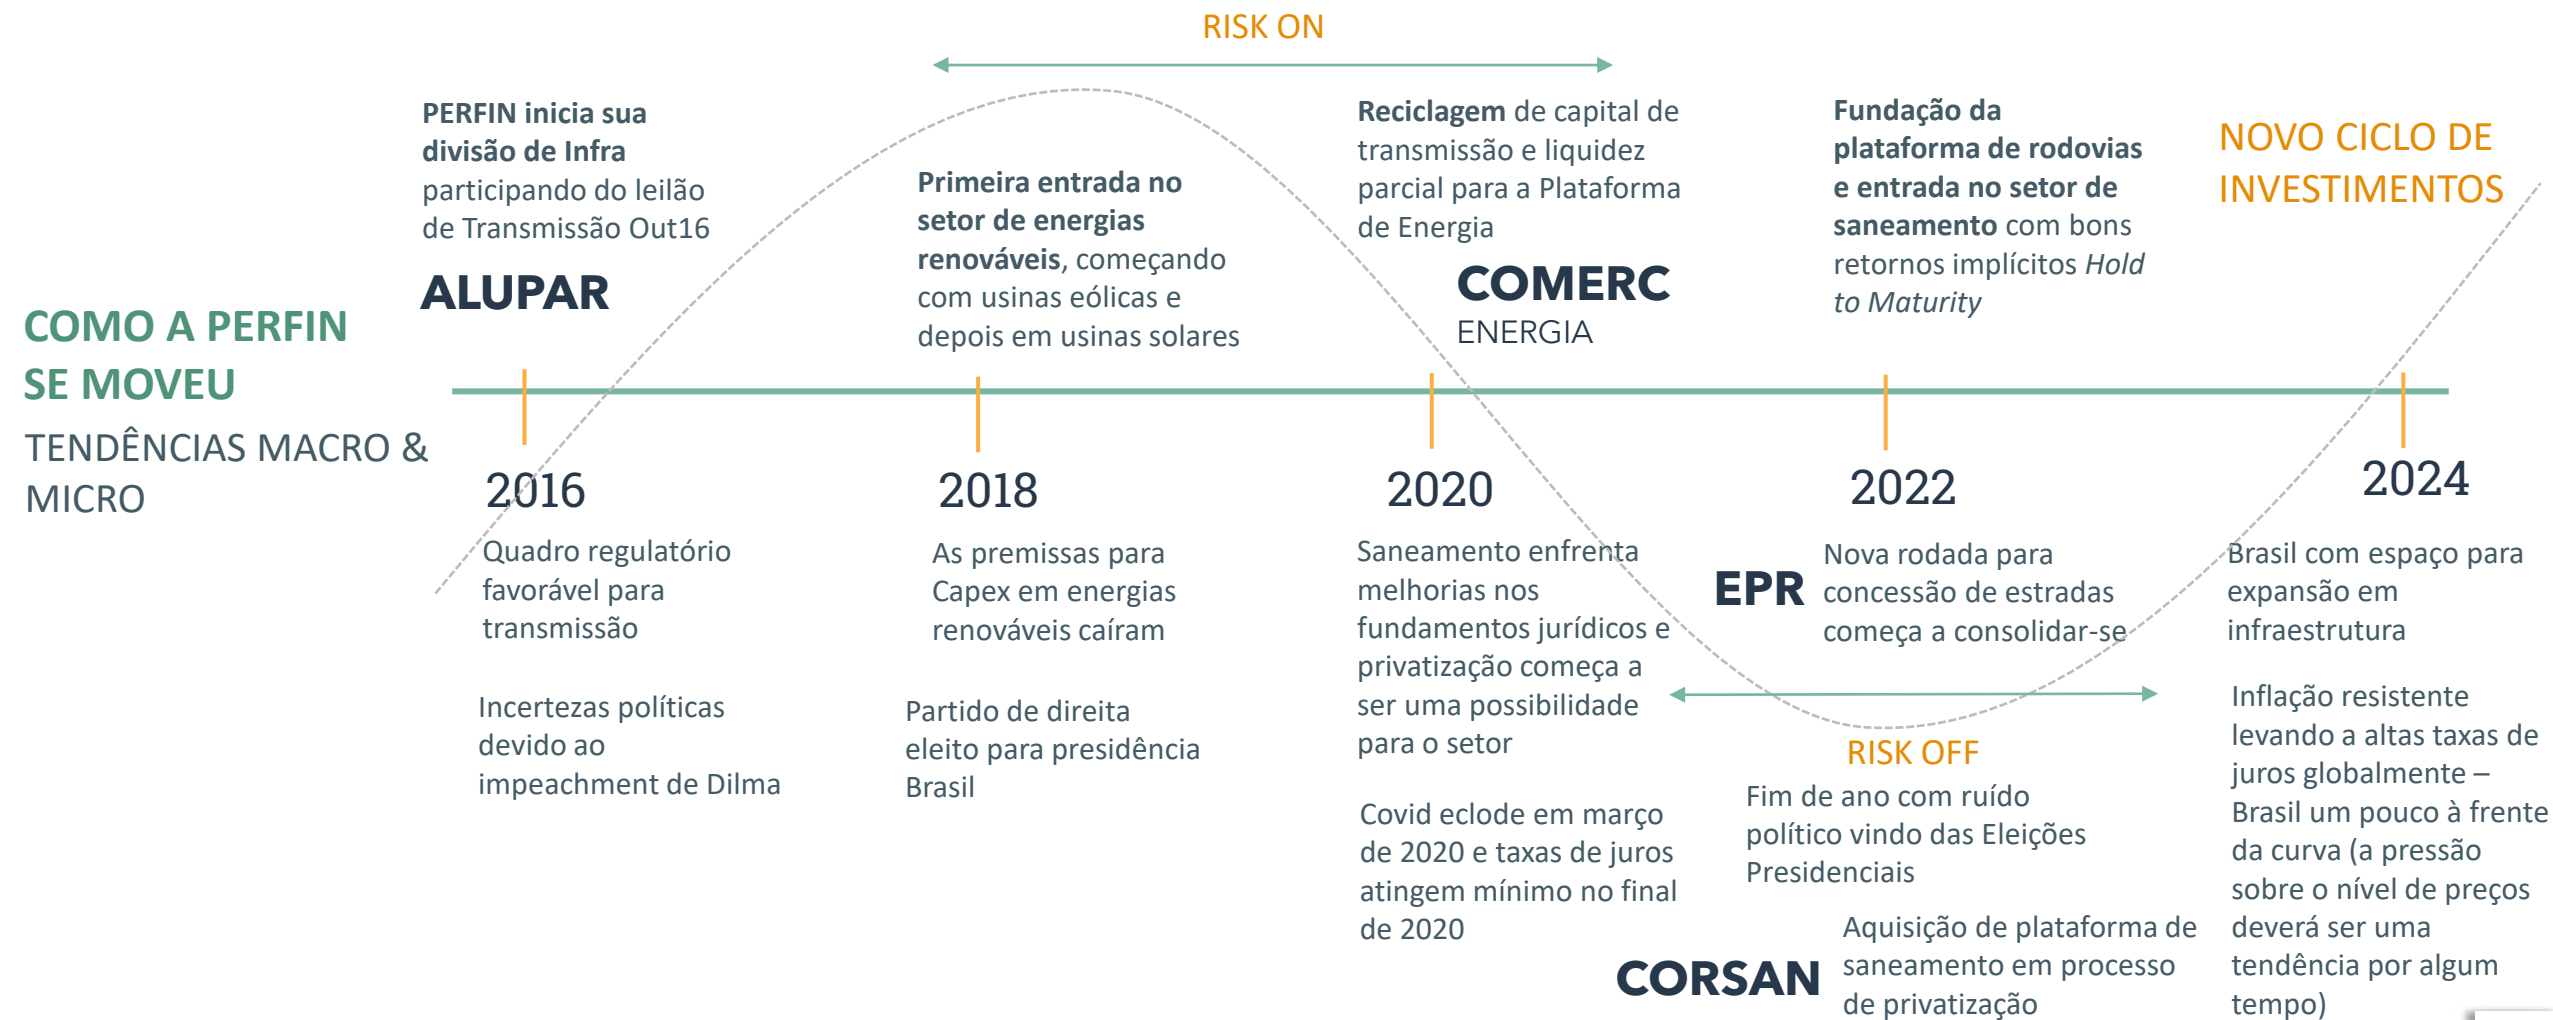 RISK ON
PERFIN inicia sua
divisão de Infra
participando do leilão
de Transmissão Out16
ALUPAR
Primeira entrada no
setor de energias
renováveis, começando
com usinas eólicas e
depois em usinas solares
Reciclagem de capital de
transmissão e liquidez
parcial para a Plataforma
de Energia
COMERC
ENERGIA
Fundação da
plataforma de rodovias
e entrada no setor de
saneamento com bons
retornos implícitos Hold
to Maturity
NOVO CICLO DE
INVESTIMENTOS
COMO A PERFIN
SE MOVEU
TENDÊNCIAS MACRO &
MICRO
2016
Quadro regulatório
favorável para
transmissão
Incertezas políticas
devido ao
impeachment de Dilma
2018
As premissas para
Capex em energias
renováveis caíram
Partido de direita
eleito para presidência
Brasil
2020
Saneamento enfrenta
melhorias nos
fundamentos jurídicos e
privatização começa a
ser uma possibilidade
para o setor
Covid eclode em março
de 2020 e taxas de juros
atingem mínimo no final
de 2020
2022
EPR
Nova rodada para
concessão de estradas
começa a consolidar-se
RISK OFF
Fim de ano com ruído
político vindo das Eleições
Presidenciais
CORSAN
Aquisição de plataforma de
saneamento em processo
de privatização
2024
Brasil com espaço para
expansão em
infraestrutura
Inflação resistente
levando a altas taxas de
juros globalmente –
Brasil um pouco à frente
da curva (a pressão
sobre o nível de preços
deverá ser uma
tendência por algum
tempo)